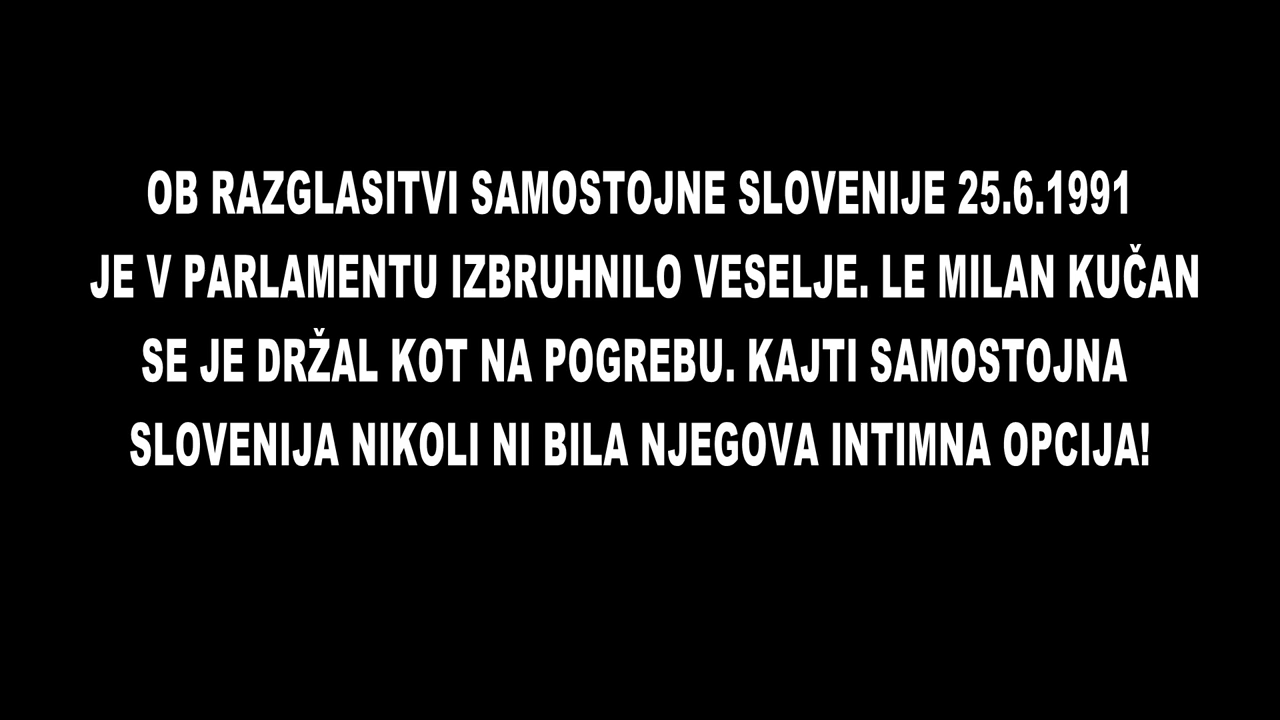 OB RAZGLASITVI SAMOSTOJNE SLOVENIJE 25.6.1991
JE V PARLAMENTU IZBRUHNILO VESELJE. LE MILAN KUČAN
SE JE DRŽAL KOT NA POGREBU. KAJTI SAMOSTOJNA
SLOVENIJA NIKOLI NI BILA NJEGOVA INTIMNA OPCIJA!